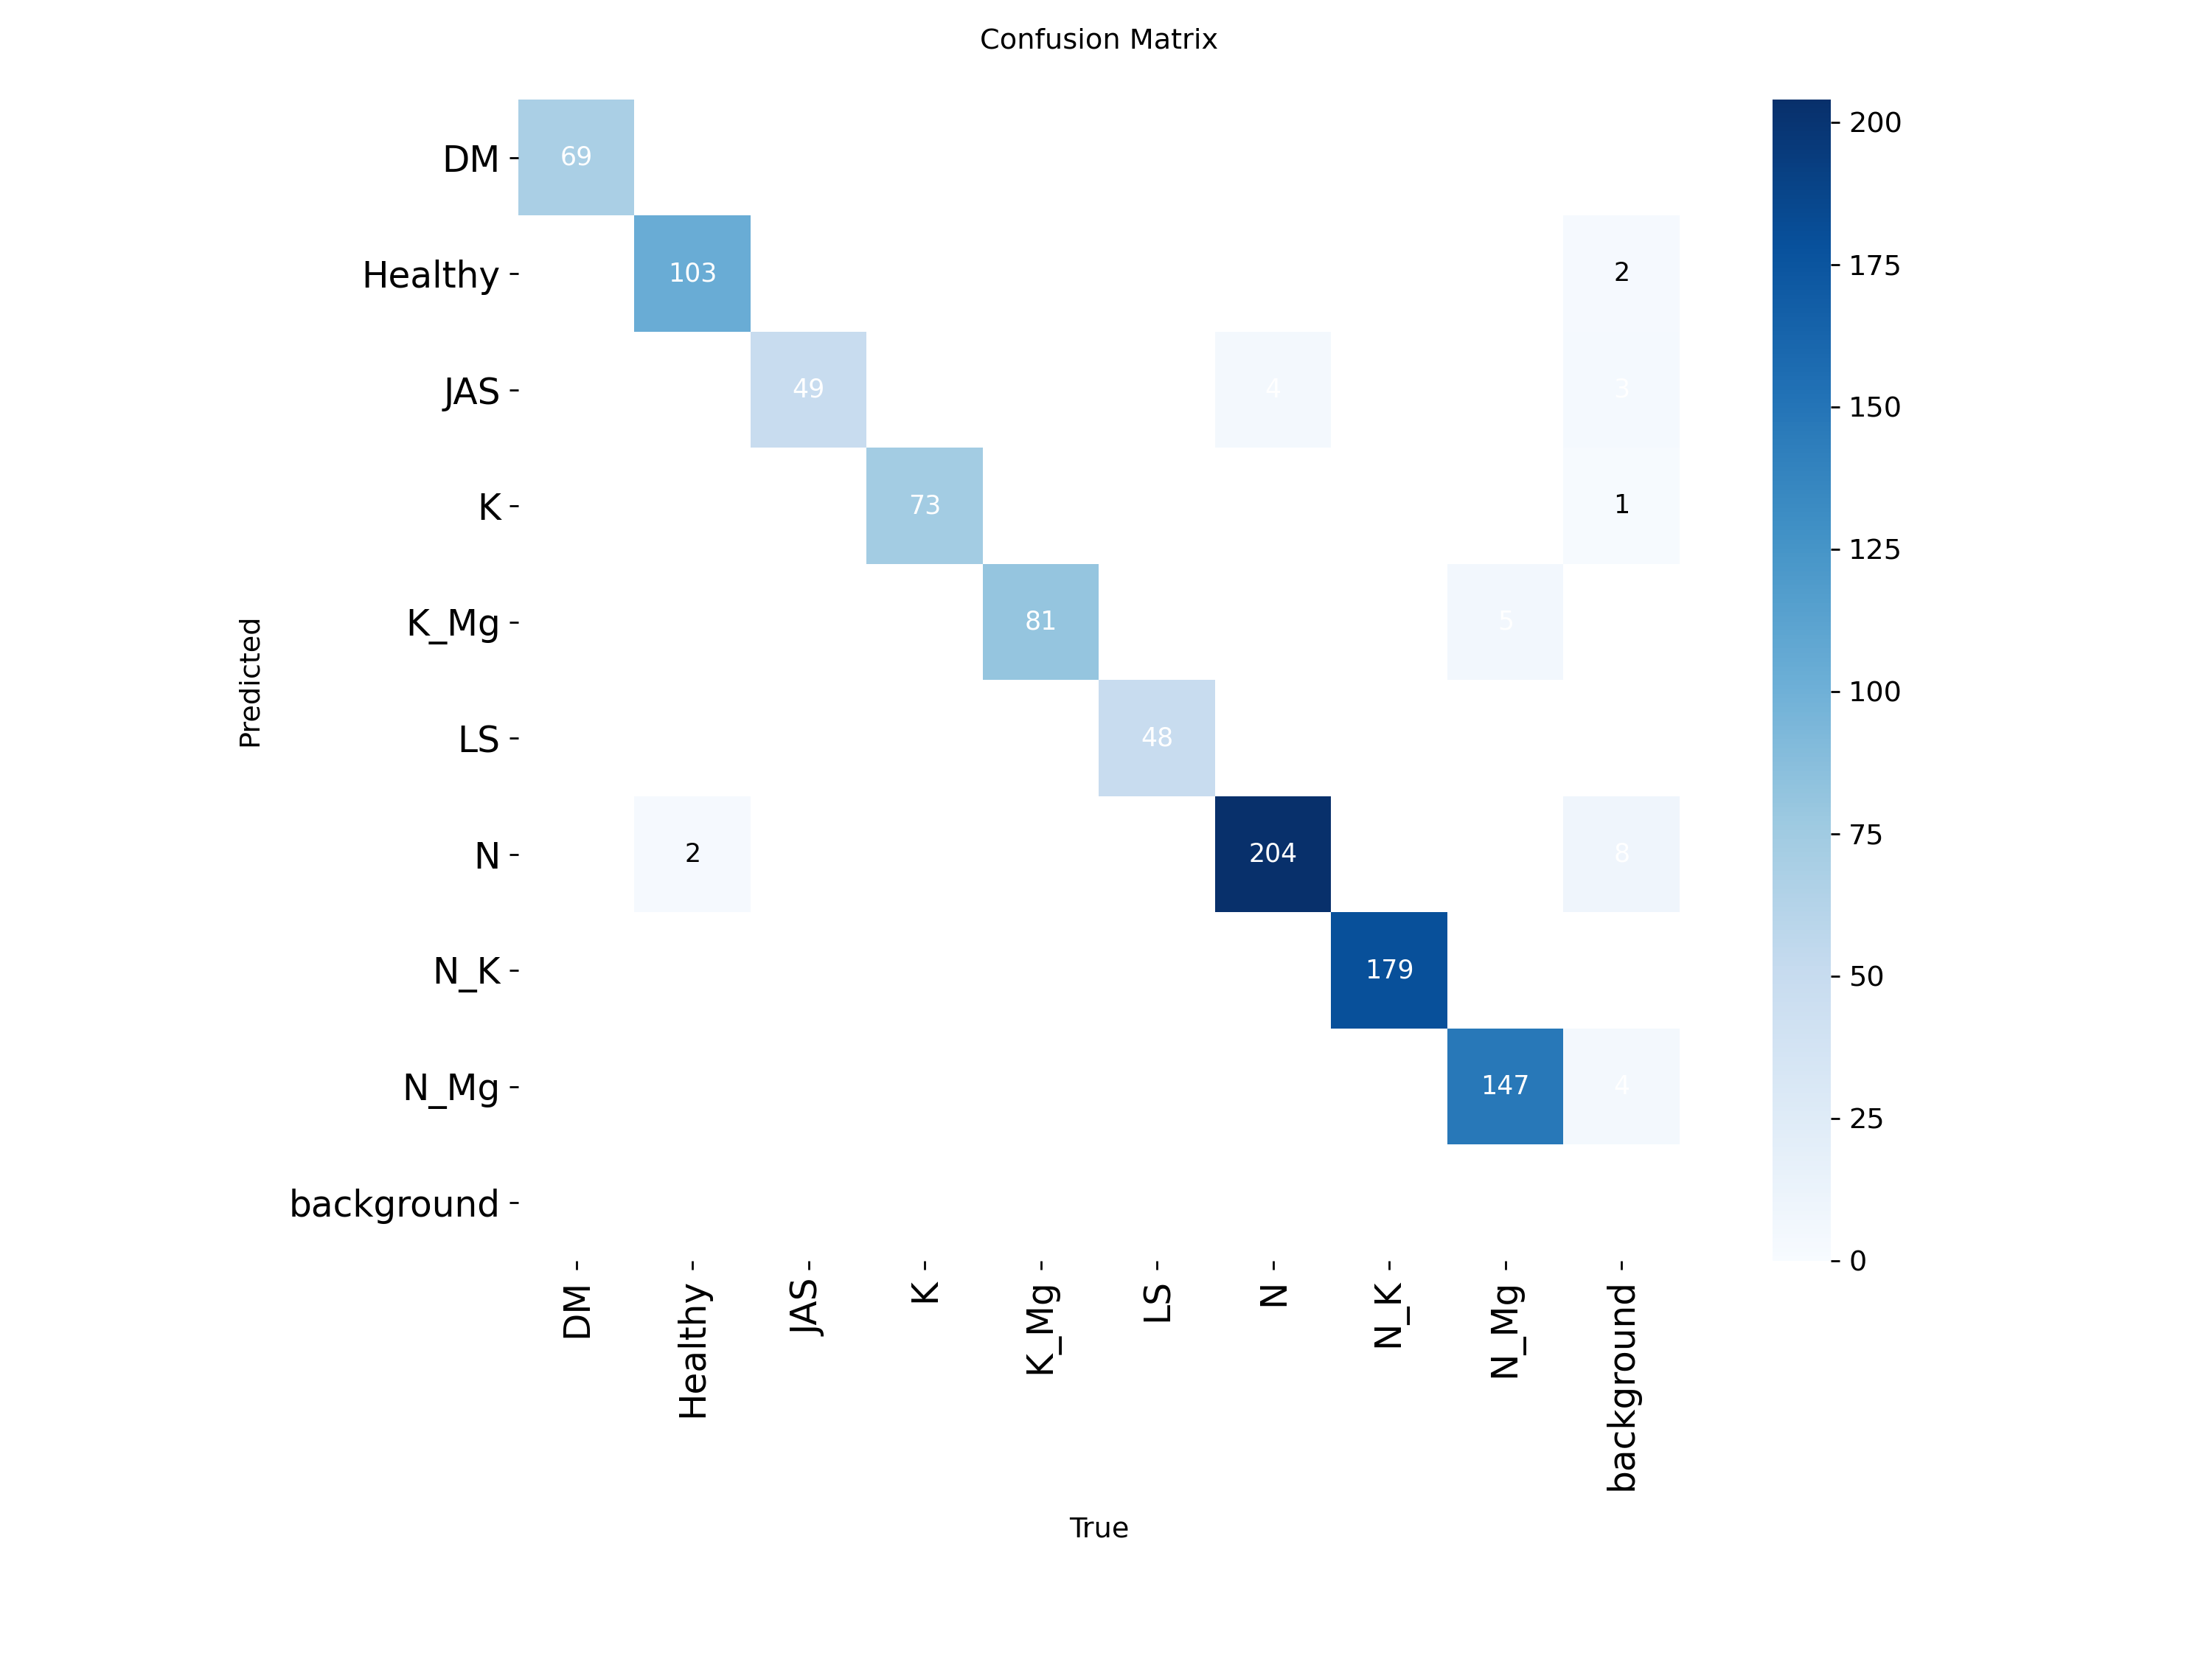 Confusion Matrix
DM
69
200
Healthy
103
2
175
JAS
49
4
3
150
K
73
1
125
K_Mg
81
5
100
LS
48
N
2
204
8
75
N_K
179
50
N_Mg
147
4
25
background
0
Predicted
DM
Healthy
JAS
K
K_Mg
LS
N
N_K
N_Mg
background
True